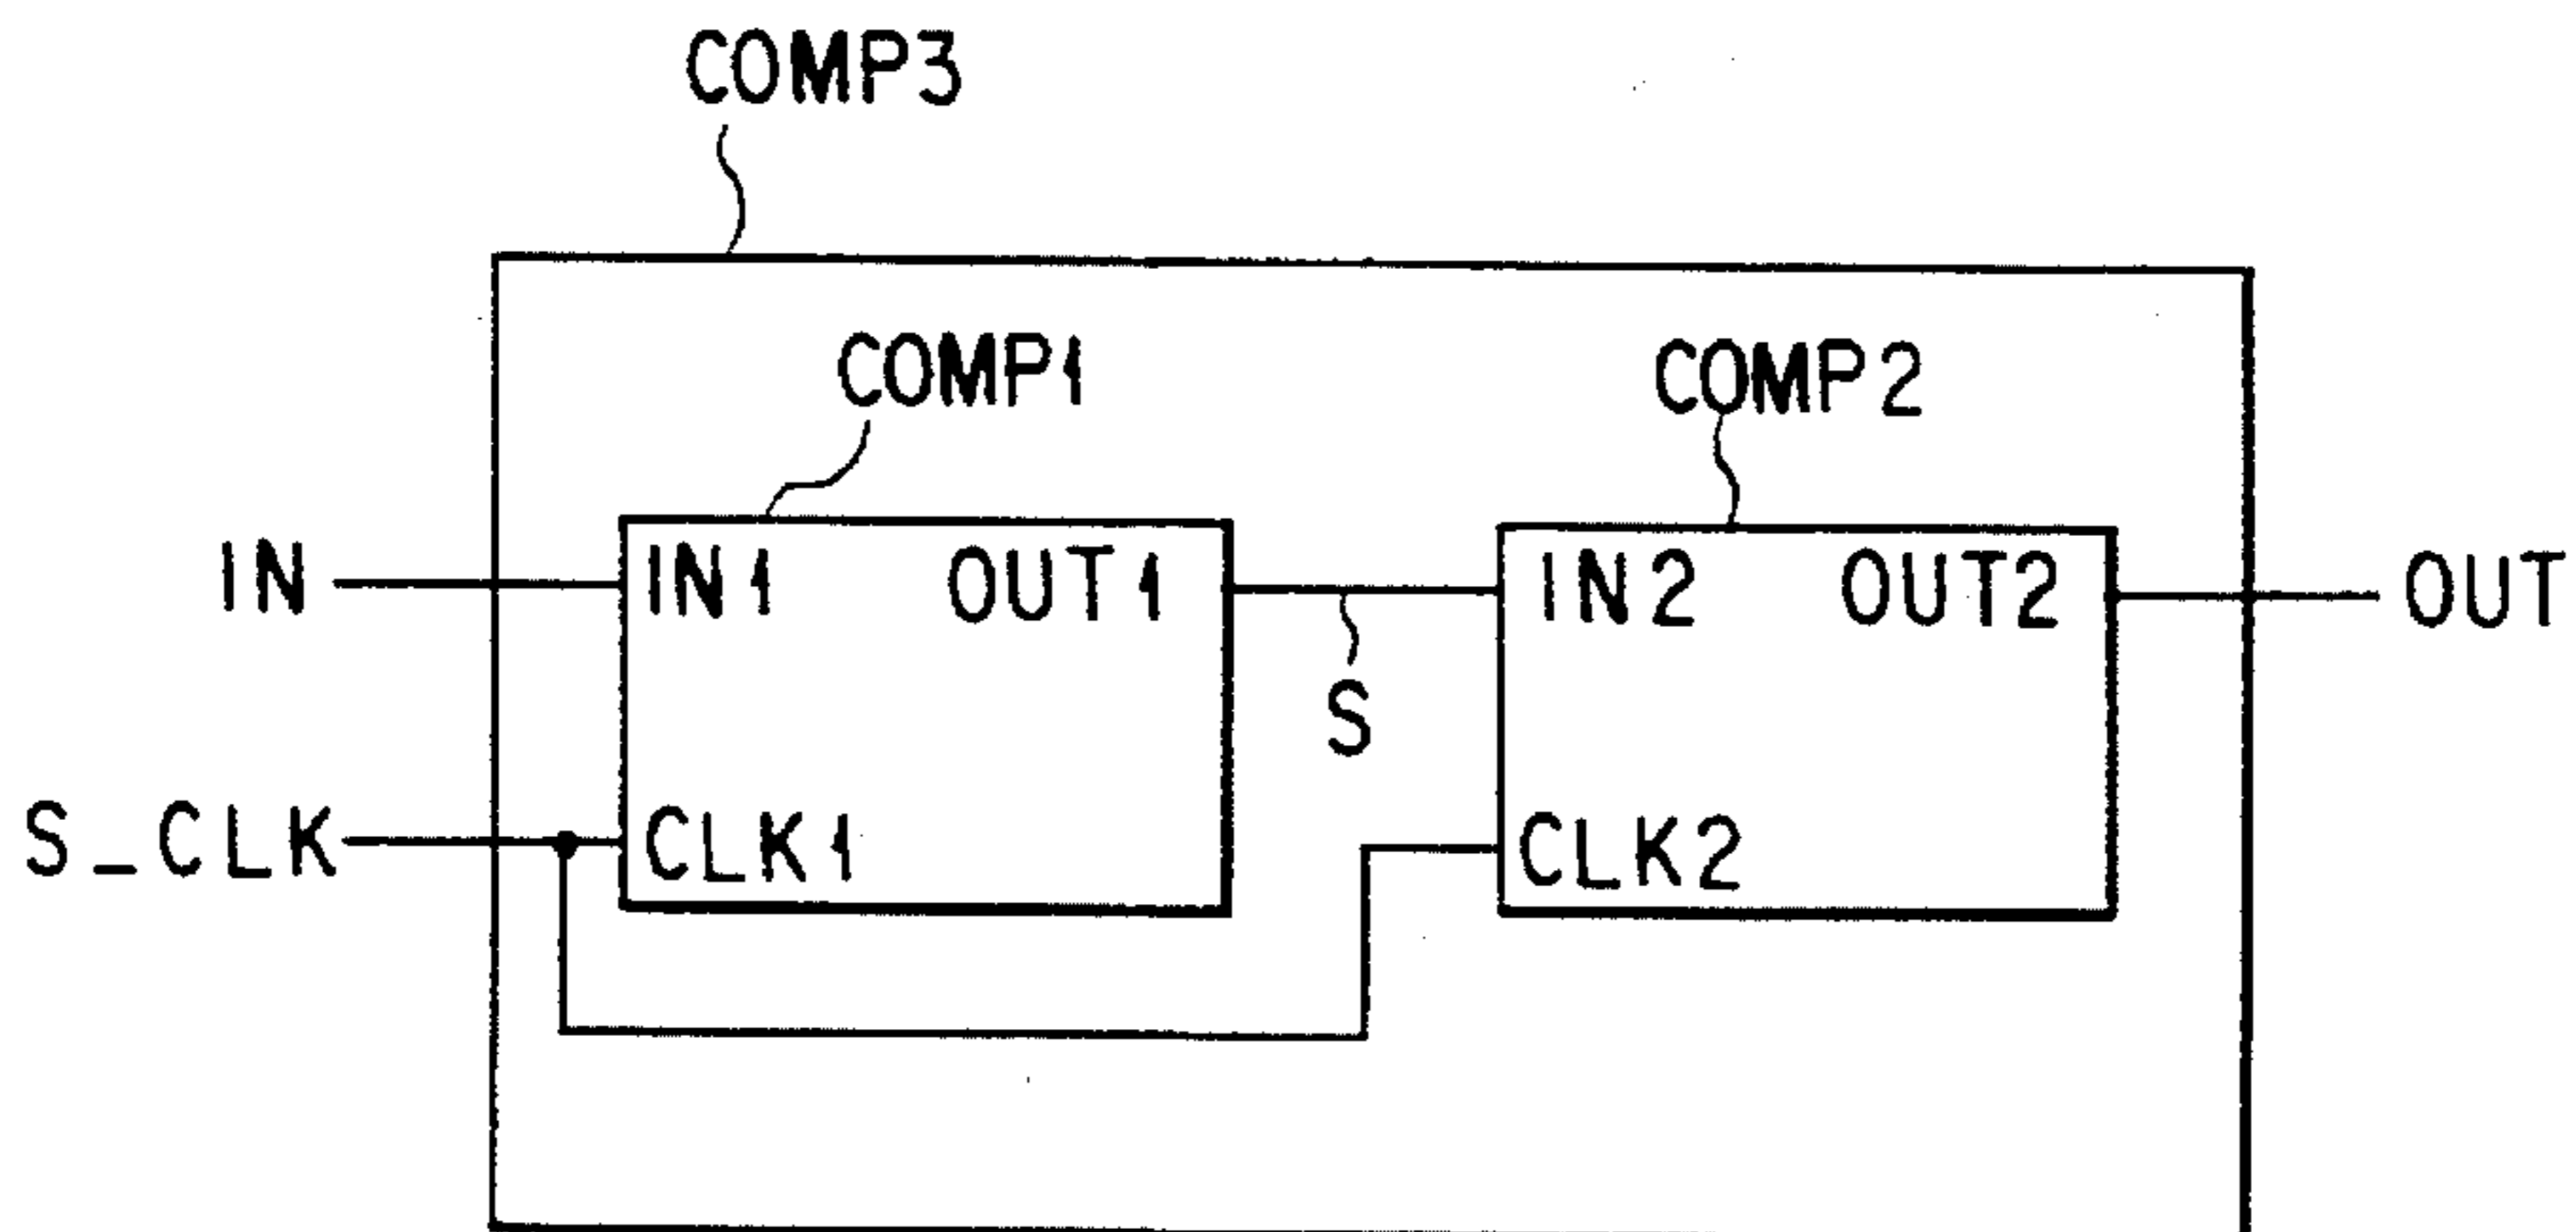 COMP3
COMP1
COMP2
IN
IN1
OUT1
IN2
OUT2
OUT
S
S_CLK
CLK1
CLK2